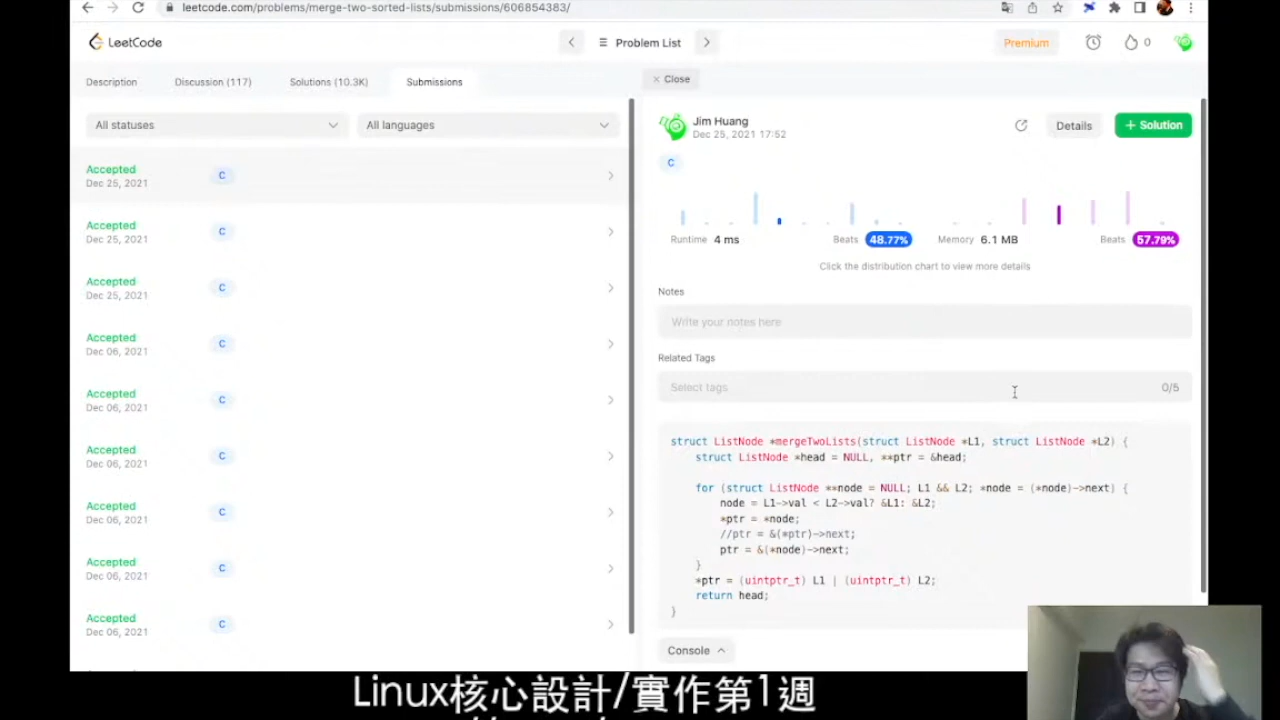 leetcode.com/problems/merge-two-sorted-lists/submissions/606854383/
LeetCode
Problem List
Premium
0
Description
Discussion (117)
Solutions (10.3K)
Submissions
Close
All statuses
All languages
Accepted
Dec 25, 2021
C
Accepted
Dec 25, 2021
C
Accepted
Dec 25, 2021
C
Accepted
Dec 06, 2021
C
Accepted
Dec 06, 2021
C
Accepted
Dec 06, 2021
C
Accepted
Dec 06, 2021
C
Accepted
Dec 06, 2021
C
Accepted
Dec 06, 2021
C
Jim Huang
Dec 25, 2021 17:52
Details
+ Solution
C
Runtime 4 ms
Beats 48.77%
Memory 6.1 MB
Beats 57.79%
Click the distribution chart to view more details
Notes
Write your notes here
Related Tags
Select tags
0/5
struct ListNode *mergeTwoLists(struct ListNode *L1, struct ListNode *L2) {
struct ListNode *head = NULL, **ptr = &head;
for (struct ListNode **node = NULL; L1 && L2; *node = (*node)->next) {
node = L1->val < L2->val? &L1: &L2;
*ptr = *node;
//ptr = &(*ptr)->next;
ptr = &(*node)->next;
}
*ptr = (uintptr_t) L1 | (uintptr_t) L2;
return head;
}
Console
Linux核心設計/實作第1週